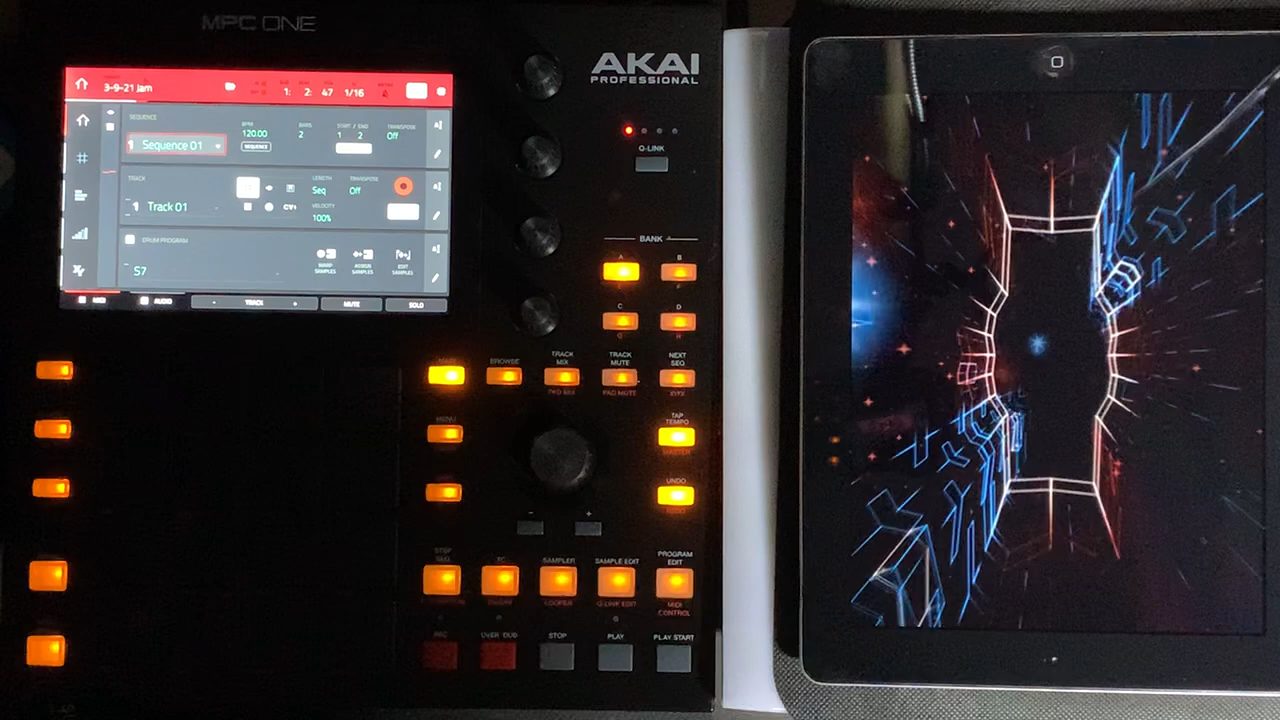 MPC ONE
AKAI
PROFESSIONAL
3-9-21 Jam
1: 2: 47 1/16
SEQUENCE
BPM
BARS
START / END
TRANSPOSE
Sequence 01
120.00
2
1 2
Off
SEQUENCE
TRACK
LENGTH
TRANSPOSE
Seq
Off
1 Track 01
CV1
VELOCITY
100%
DRUM PROGRAM
S7
WARP SAMPLES
ASSIGN SAMPLES
EDIT SAMPLES
MIDI
AUDIO
- TRACK +
MUTE
SOLO
Q-LINK
BANK
A
B
C
D
MAIN
BROWSE
TRACK MIX
TRACK MUTE
NEXT SEQ
PAD MIX
PAD MUTE
XYFX
MENU
TAP TEMPO
MASTER
UNDO
REDO
- +
STEP SEQ
TC
SAMPLER
SAMPLE EDIT
PROGRAM EDIT
LOOPER
Q-LINK EDIT
MIDI CONTROL
REC
OVER DUB
STOP
PLAY
PLAY START